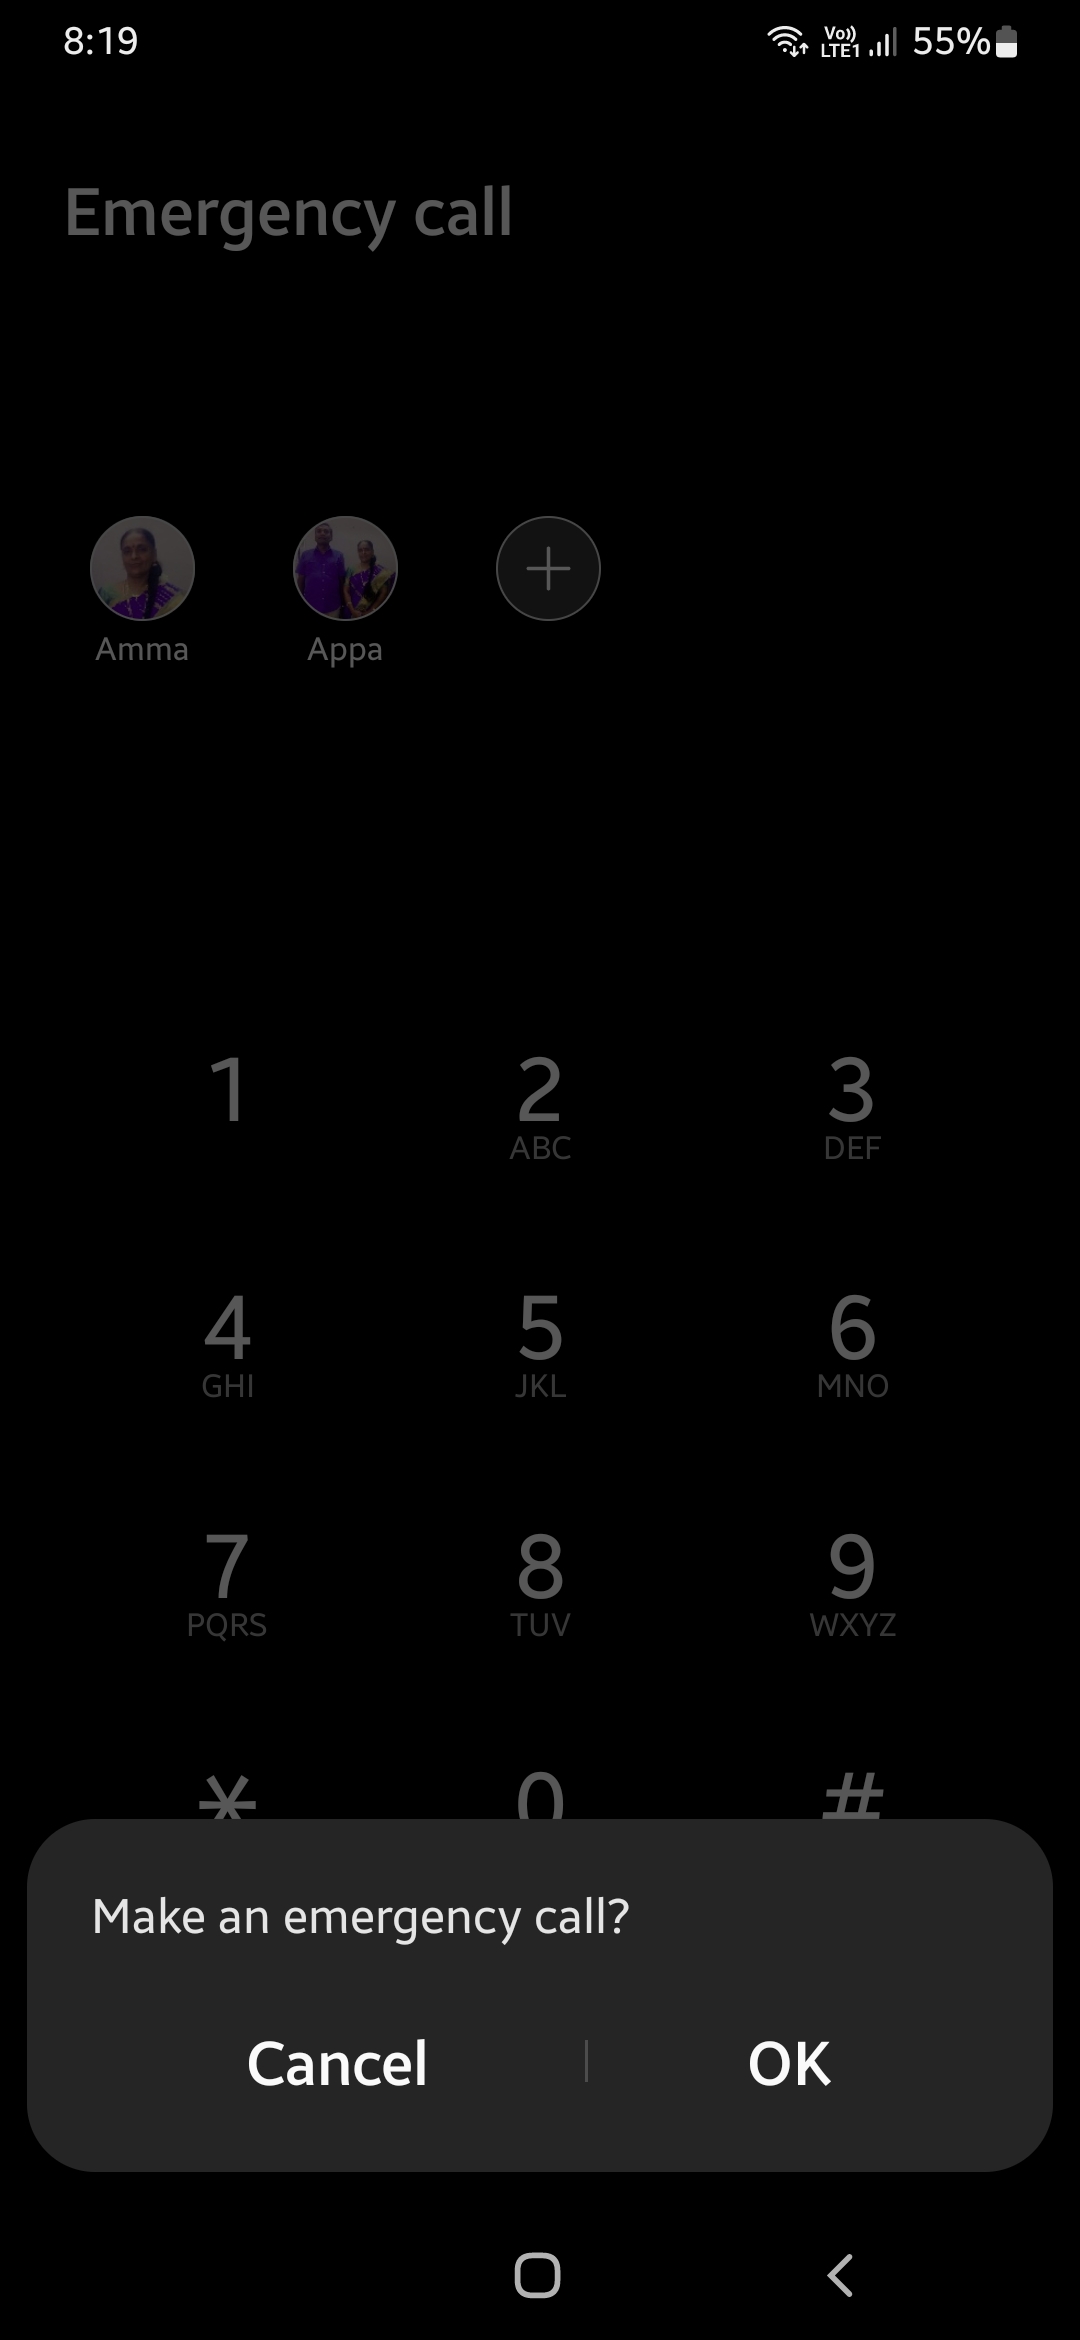 8:19
Vo)) LTE1 55%
Emergency call
Amma Appa
1 2 3
ABC DEF
4 5 6
GHI JKL MNO
7 8 9
PQRS TUV WXYZ
* 0 #
Make an emergency call?
Cancel OK